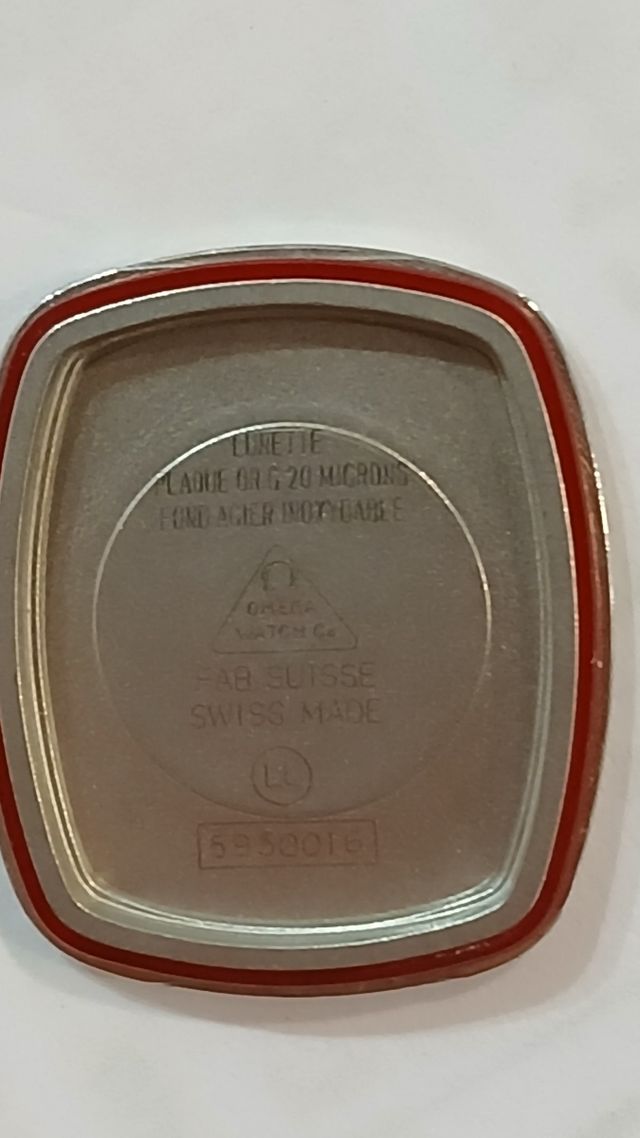 LUNETTE
PLAQUE OR G 20 MICRONS
FOND ACIER INOXYDABLE
Ω
OMEGA
WATCH Co
FAB. SUISSE
SWISS MADE
LL
5950016